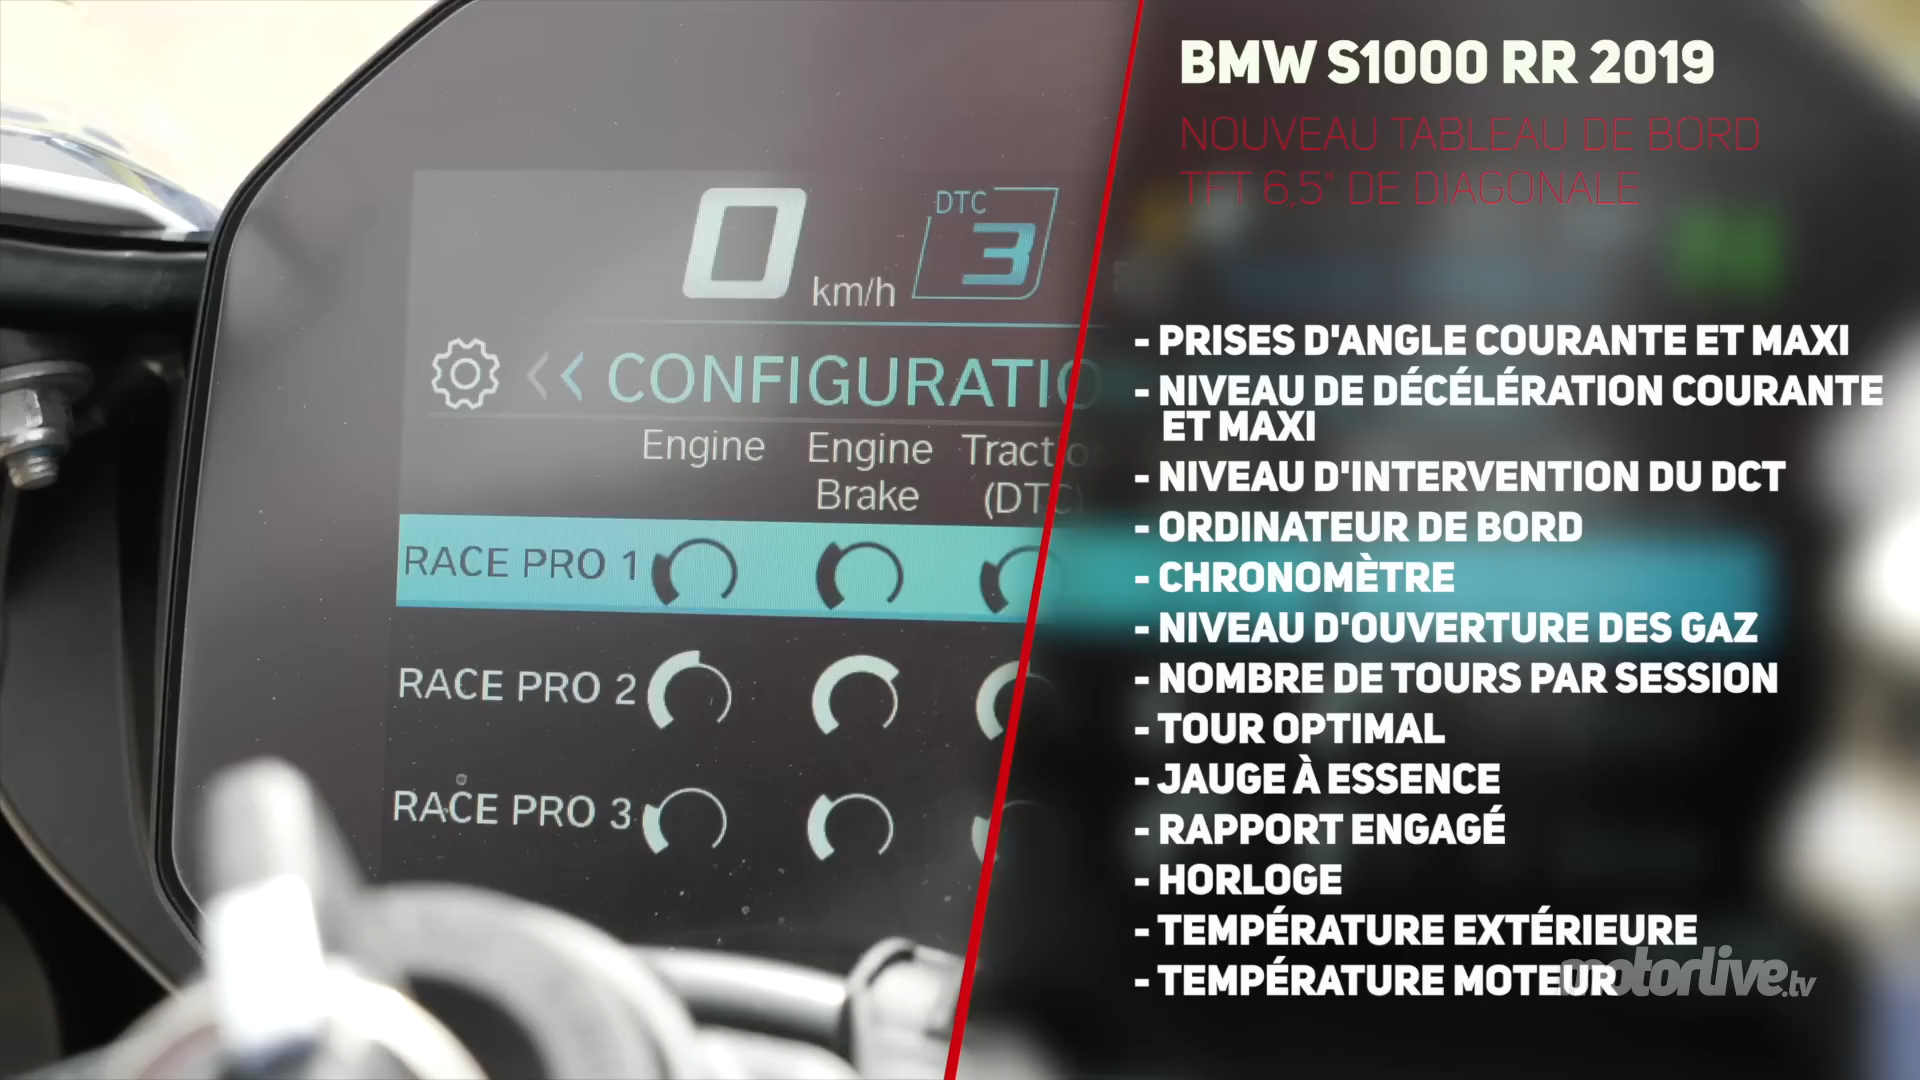 0 km/h
DTC
3
<< CONFIGURATIO
Engine
Engine
Brake
Tractio
(DTC)
RACE PRO 1
RACE PRO 2
RACE PRO 3
BMW S1000 RR 2019
NOUVEAU TABLEAU DE BORD
TFT 6,5" DE DIAGONALE
- PRISES D'ANGLE COURANTE ET MAXI
- NIVEAU DE DÉCÉLÉRATION COURANTE
ET MAXI
- NIVEAU D'INTERVENTION DU DCT
- ORDINATEUR DE BORD
- CHRONOMÈTRE
- NIVEAU D'OUVERTURE DES GAZ
- NOMBRE DE TOURS PAR SESSION
- TOUR OPTIMAL
- JAUGE À ESSENCE
- RAPPORT ENGAGÉ
- HORLOGE
- TEMPÉRATURE EXTÉRIEURE
- TEMPÉRATURE MOTEUR
motorlive.tv